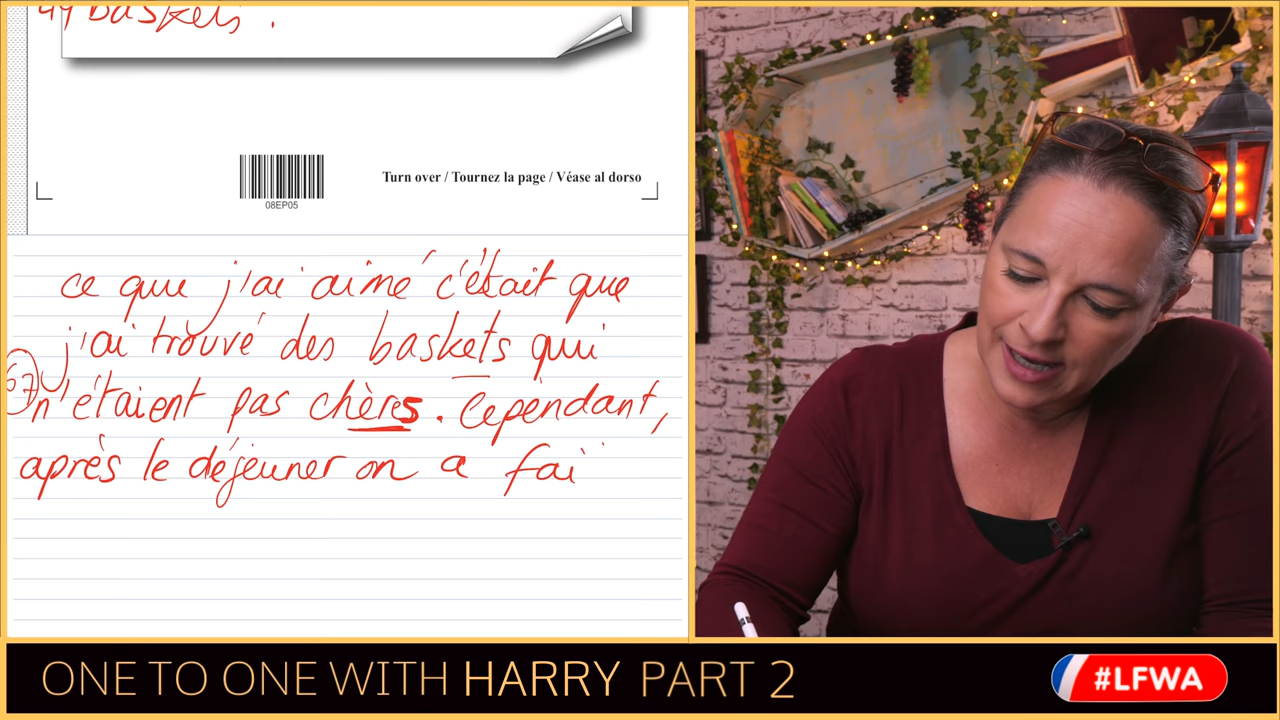 44 baskets.
08EP05
Turn over / Tournez la page / Véase al dorso
ce que j'ai aimé c'était que
j'ai trouvé des baskets qui
67
n'étaient pas chères. Cependant,
après le déjeuner on a fai
ONE TO ONE WITH HARRY PART 2
#LFWA